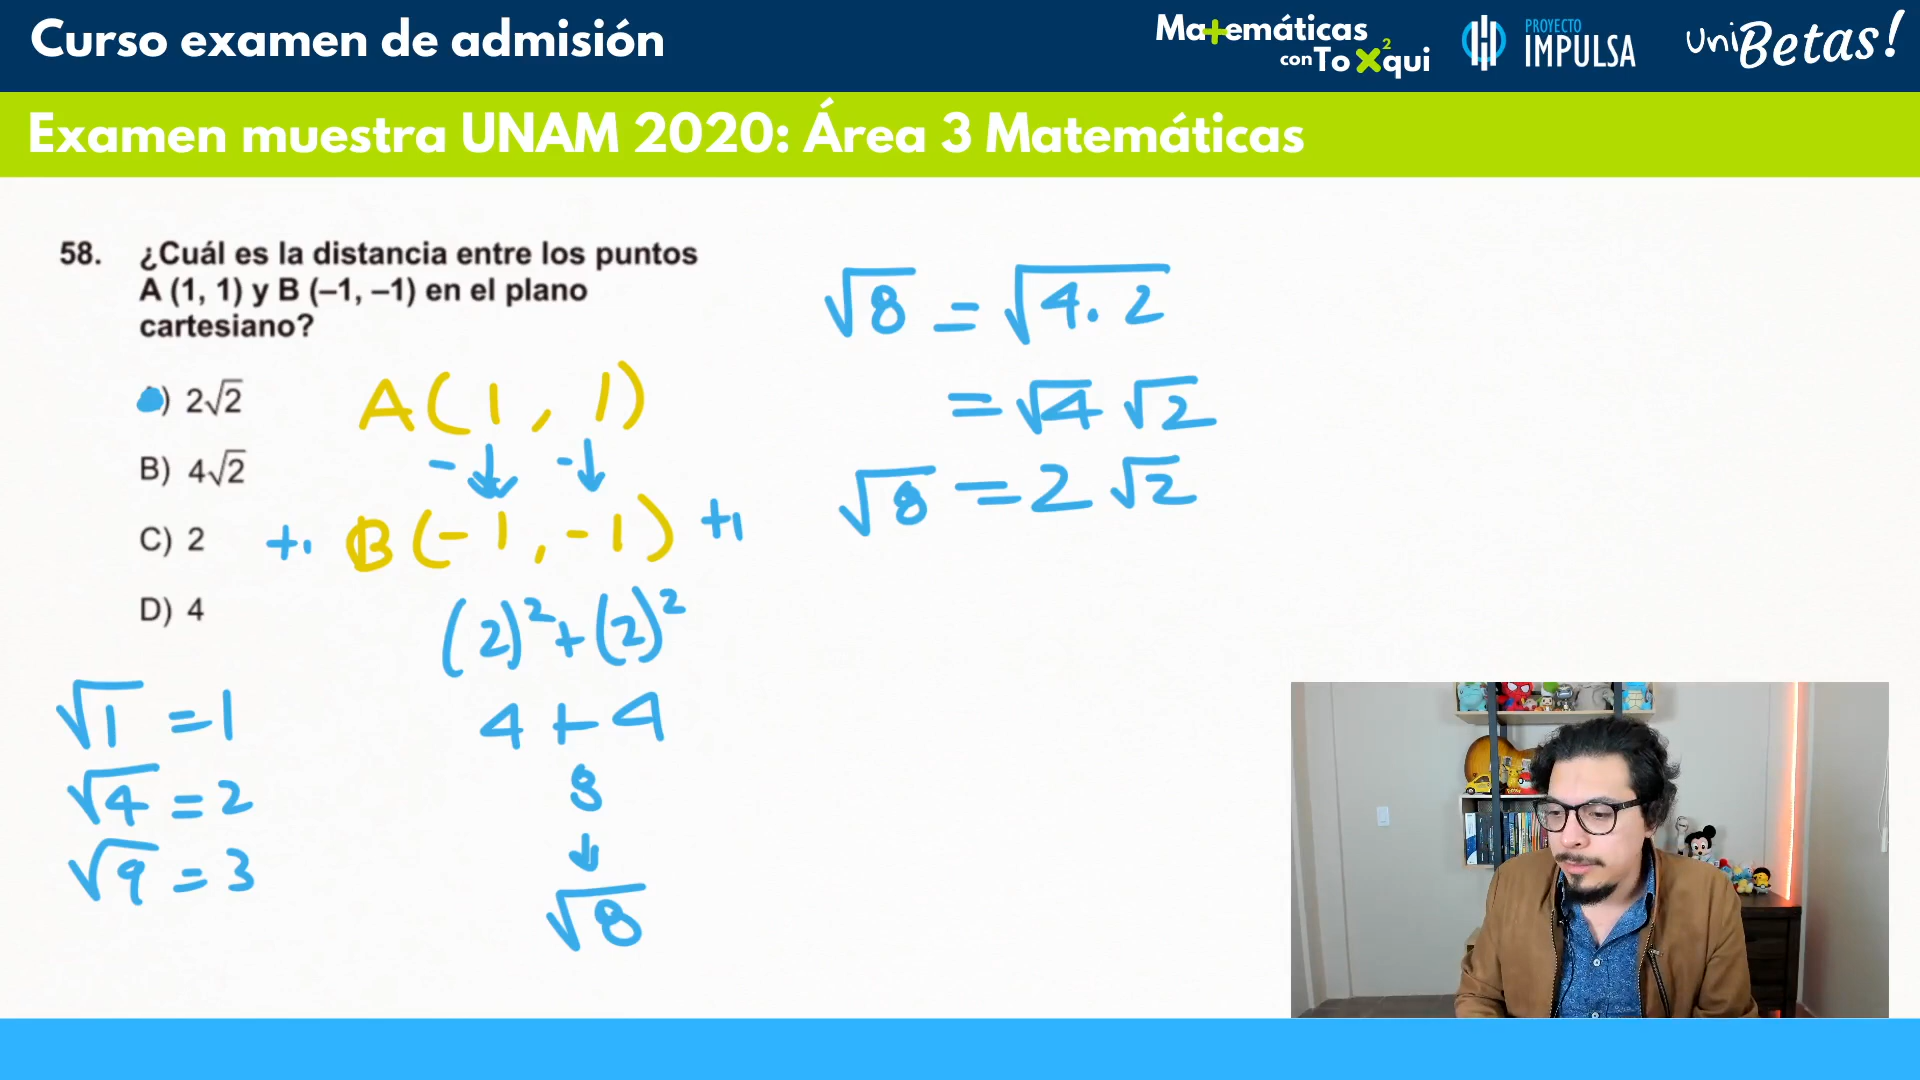 Curso examen de admisión
Matemáticas
con To X² qui
PROYECTO
IMPULSA
uniBetas!
Examen muestra UNAM 2020: Área 3 Matemáticas
58. ¿Cuál es la distancia entre los puntos
A (1, 1) y B (–1, –1) en el plano
cartesiano?
) 2√2
B) 4√2
C) 2
D) 4
A(1, 1)
- ↓ - ↓
+1 B(-1, -1) +1
(2)² + (2)²
4 + 4
8
↓
√8
√1 = 1
√4 = 2
√9 = 3
√8 = √4·2
= √4 √2
√8 = 2√2